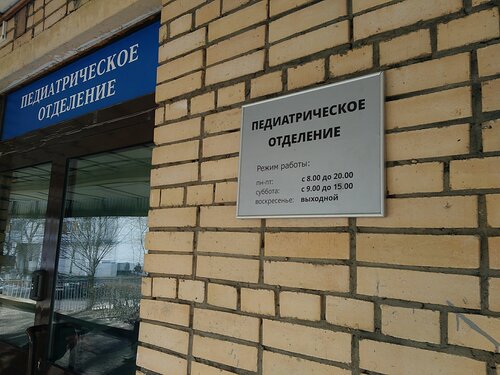 ПЕДИАТРИЧЕСКОЕ
ОТДЕЛЕНИЕ
ПЕДИАТРИЧЕСКОЕ
ОТДЕЛЕНИЕ
Режим работы:
пн-пт: с 8.00 до 20.00
суббота: с 9.00 до 15.00
воскресенье: выходной